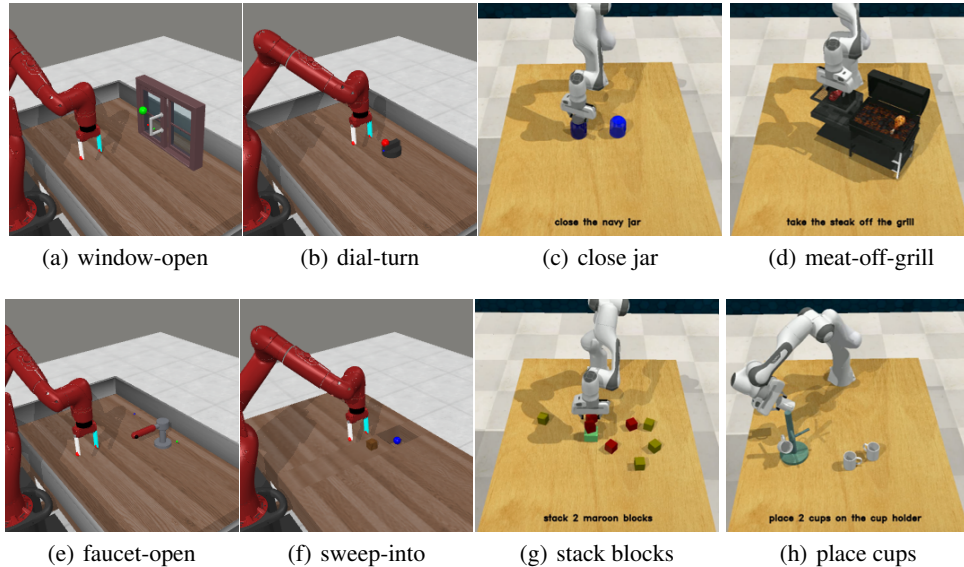 close the navy jar
take the steak off the grill
(a) window-open
(b) dial-turn
(c) close jar
(d) meat-off-grill
stack 2 maroon blocks
place 2 cups on the cup holder
(e) faucet-open
(f) sweep-into
(g) stack blocks
(h) place cups